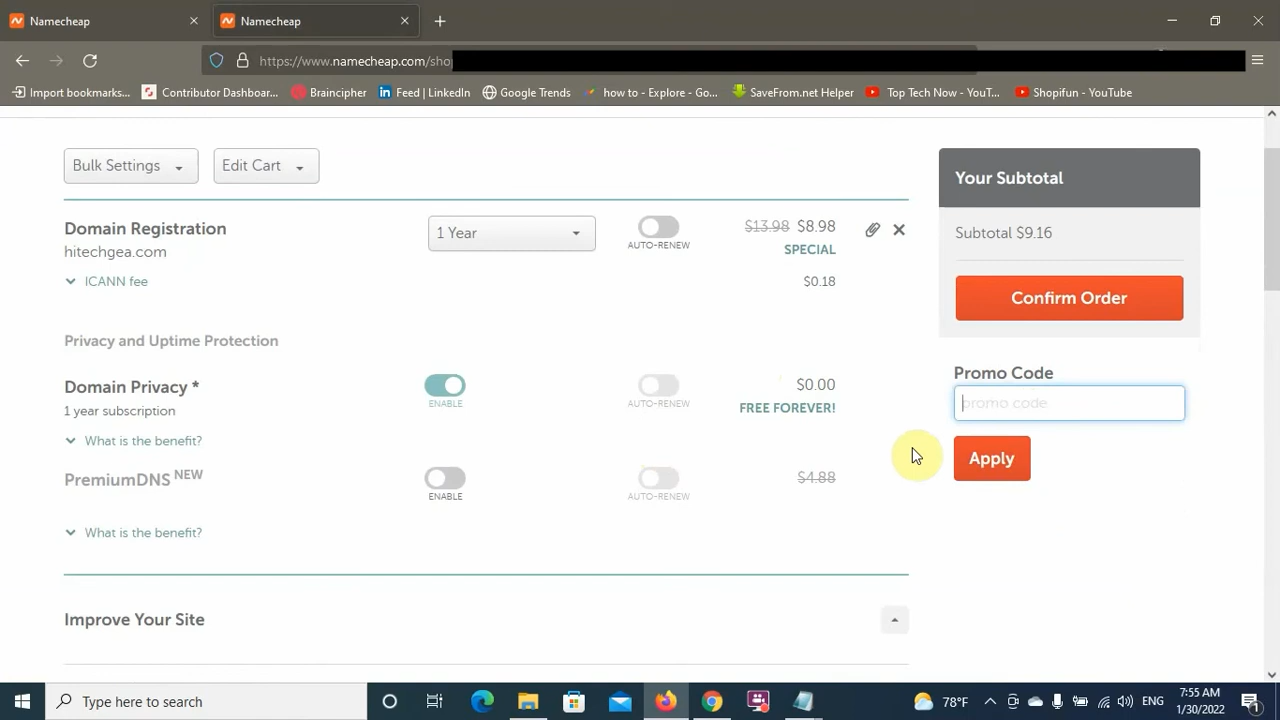 Namecheap
Namecheap
https://www.namecheap.com/shop
Import bookmarks...
Contributor Dashboar...
Braincipher
Feed | LinkedIn
Google Trends
how to - Explore - Go...
SaveFrom.net Helper
Top Tech Now - YouT...
Shopifun - YouTube
Bulk Settings
Edit Cart
Your Subtotal
Domain Registration
1 Year
$13.98 $8.98
hitechgea.com
AUTO-RENEW
SPECIAL
Subtotal $9.16
ICANN fee
$0.18
Confirm Order
Privacy and Uptime Protection
Promo Code
Domain Privacy *
$0.00
1 year subscription
ENABLE
AUTO-RENEW
FREE FOREVER!
promo code
What is the benefit?
Apply
PremiumDNS NEW
$4.88
ENABLE
AUTO-RENEW
What is the benefit?
Improve Your Site
Type here to search
78°F
ENG
7:55 AM
1/30/2022
1